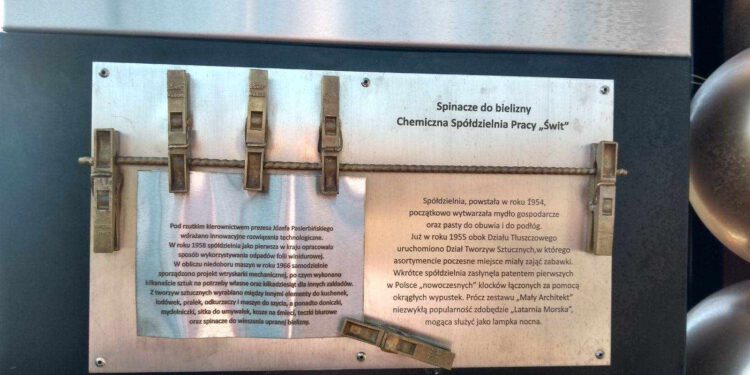 Spinacze do bielizny
Chemiczna Spółdzielnia Pracy „Świt”
Pod rzutkim kierownictwem prezesa Józefa Pasierbińskiego
wdrażano innowacyjne rozwiązania technologiczne.
W roku 1958 spółdzielnia jako pierwsza w kraju opracowała
sposób wykorzystywania odpadów folii winidurowej.
W obliczu niedoboru maszyn w roku 1966 samodzielnie
sporządzono projekt wtryskarki mechanicznej, po czym wykonano
kilkanaście sztuk na potrzeby własne oraz kilkadziesiąt dla innych zakładów.
Z tworzyw sztucznych wyrabiano między innymi elementy do kuchenek,
lodówek, pralek, odkurzaczy i maszyn do szycia, a ponadto doniczki,
mydelniczki, sitka do umywalek, kosze na śmieci, teczki biurowe
oraz spinacze do wieszania upranej bielizny.
Spółdzielnia, powstała w roku 1954,
początkowo wytwarzała mydło gospodarcze
oraz pasty do obuwia i do podłóg.
Już w roku 1955 obok Działu Tłuszczowego
uruchomiono Dział Tworzyw Sztucznych, w którego
asortymencie poczesne miejsce miały zająć zabawki.
Wkrótce spółdzielnia zasłynęła patentem pierwszych
w Polsce „nowoczesnych” klocków łączonych za pomocą
okrągłych wypustek. Prócz zestawu „Mały Architekt”
niezwykłą popularność zdobędzie „Latarnia Morska”,
mogąca służyć jako lampka nocna.